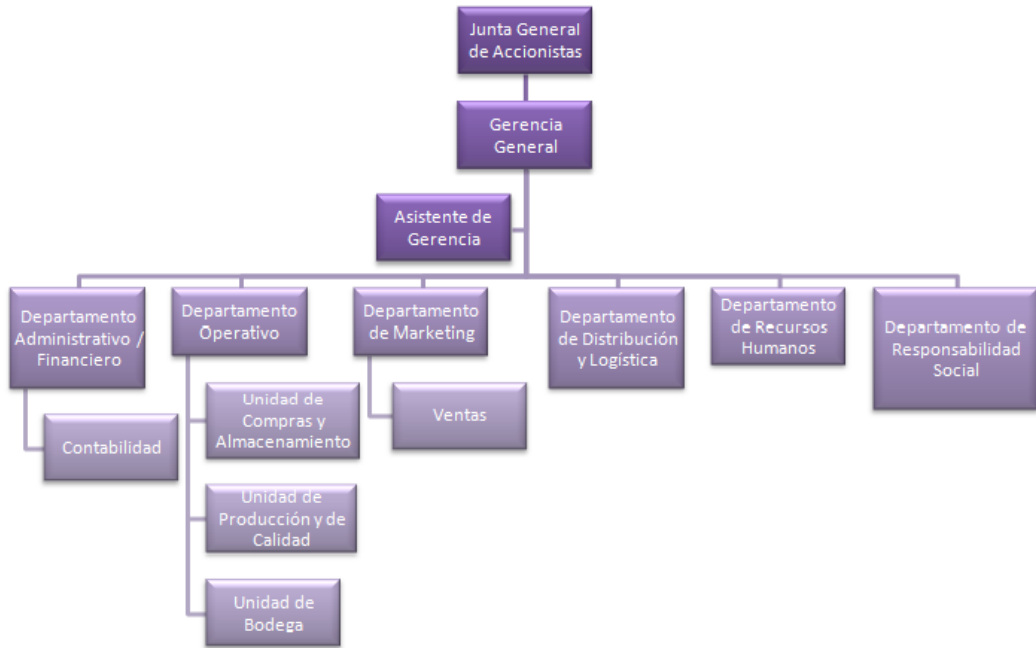 Junta General
de Accionistas
Gerencia
General
Asistente de
Gerencia
Departamento
Administrativo /
Financiero
Departamento
Operativo
Departamento
de Marketing
Departamento
de Distribución
y Logística
Departamento
de Recursos
Humanos
Departamento de
Responsabilidad
Social
Contabilidad
Unidad de
Compras y
Almacenamiento
Ventas
Unidad de
Producción y de
Calidad
Unidad de
Bodega